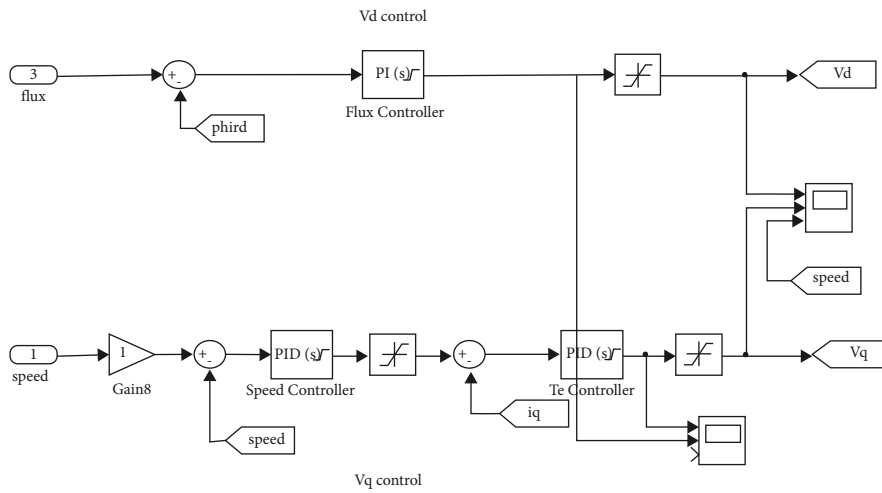 Vd control
3
flux
+
-
phird
PI (s)
Flux Controller
Vd
speed
1
speed
1
Gain8
+
-
speed
PID (s)
Speed Controller
+
-
iq
PID (s)
Te Controller
Vq
Vq control